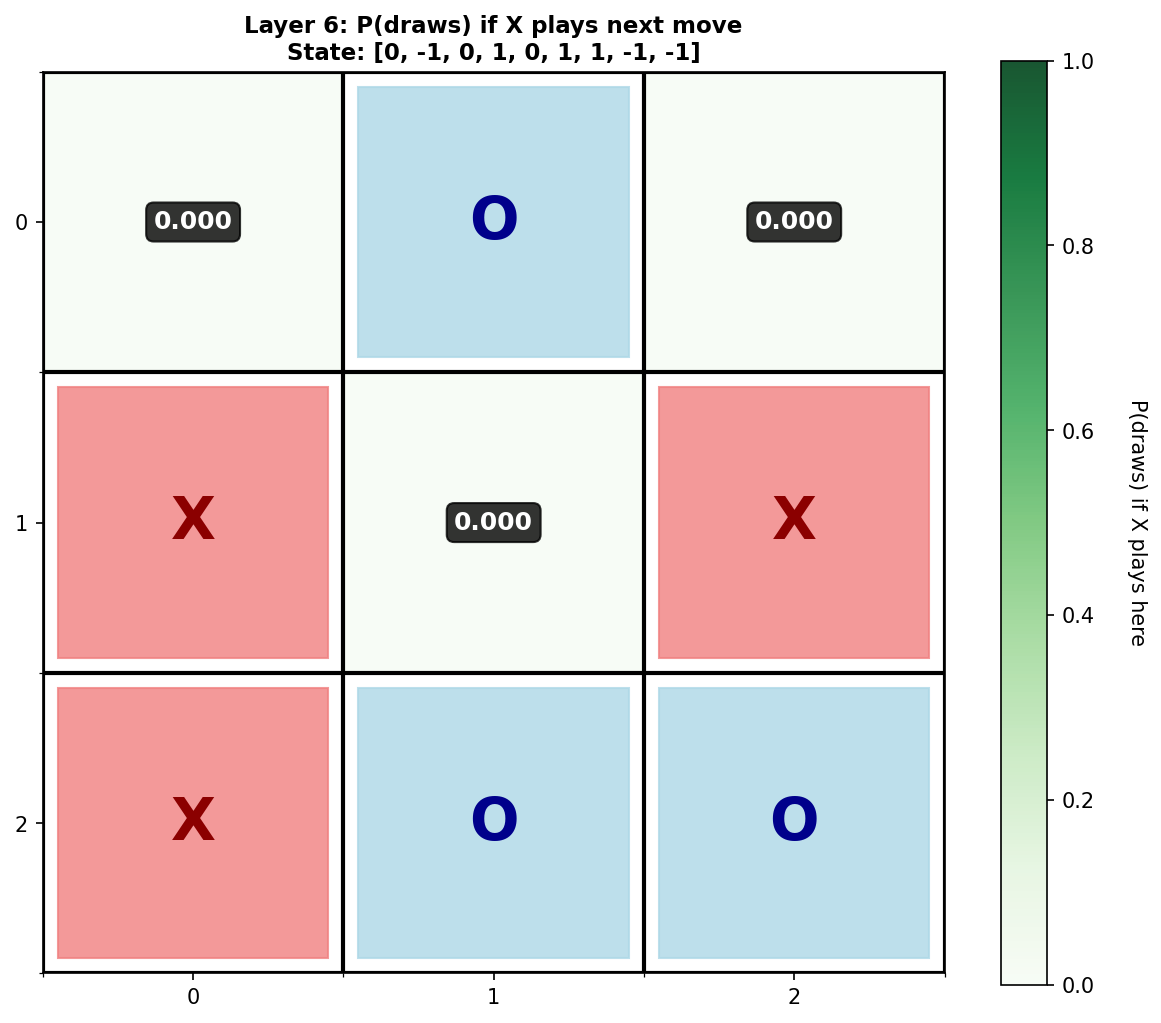 Layer 6: P(draws) if X plays next move
State: [0, -1, 0, 1, 0, 1, 1, -1, -1]
0.000
O
0.000
X
0.000
X
X
O
O
0
1
2
0
1
2
1.0
0.8
0.6
0.4
0.2
0.0
P(draws) if X plays here